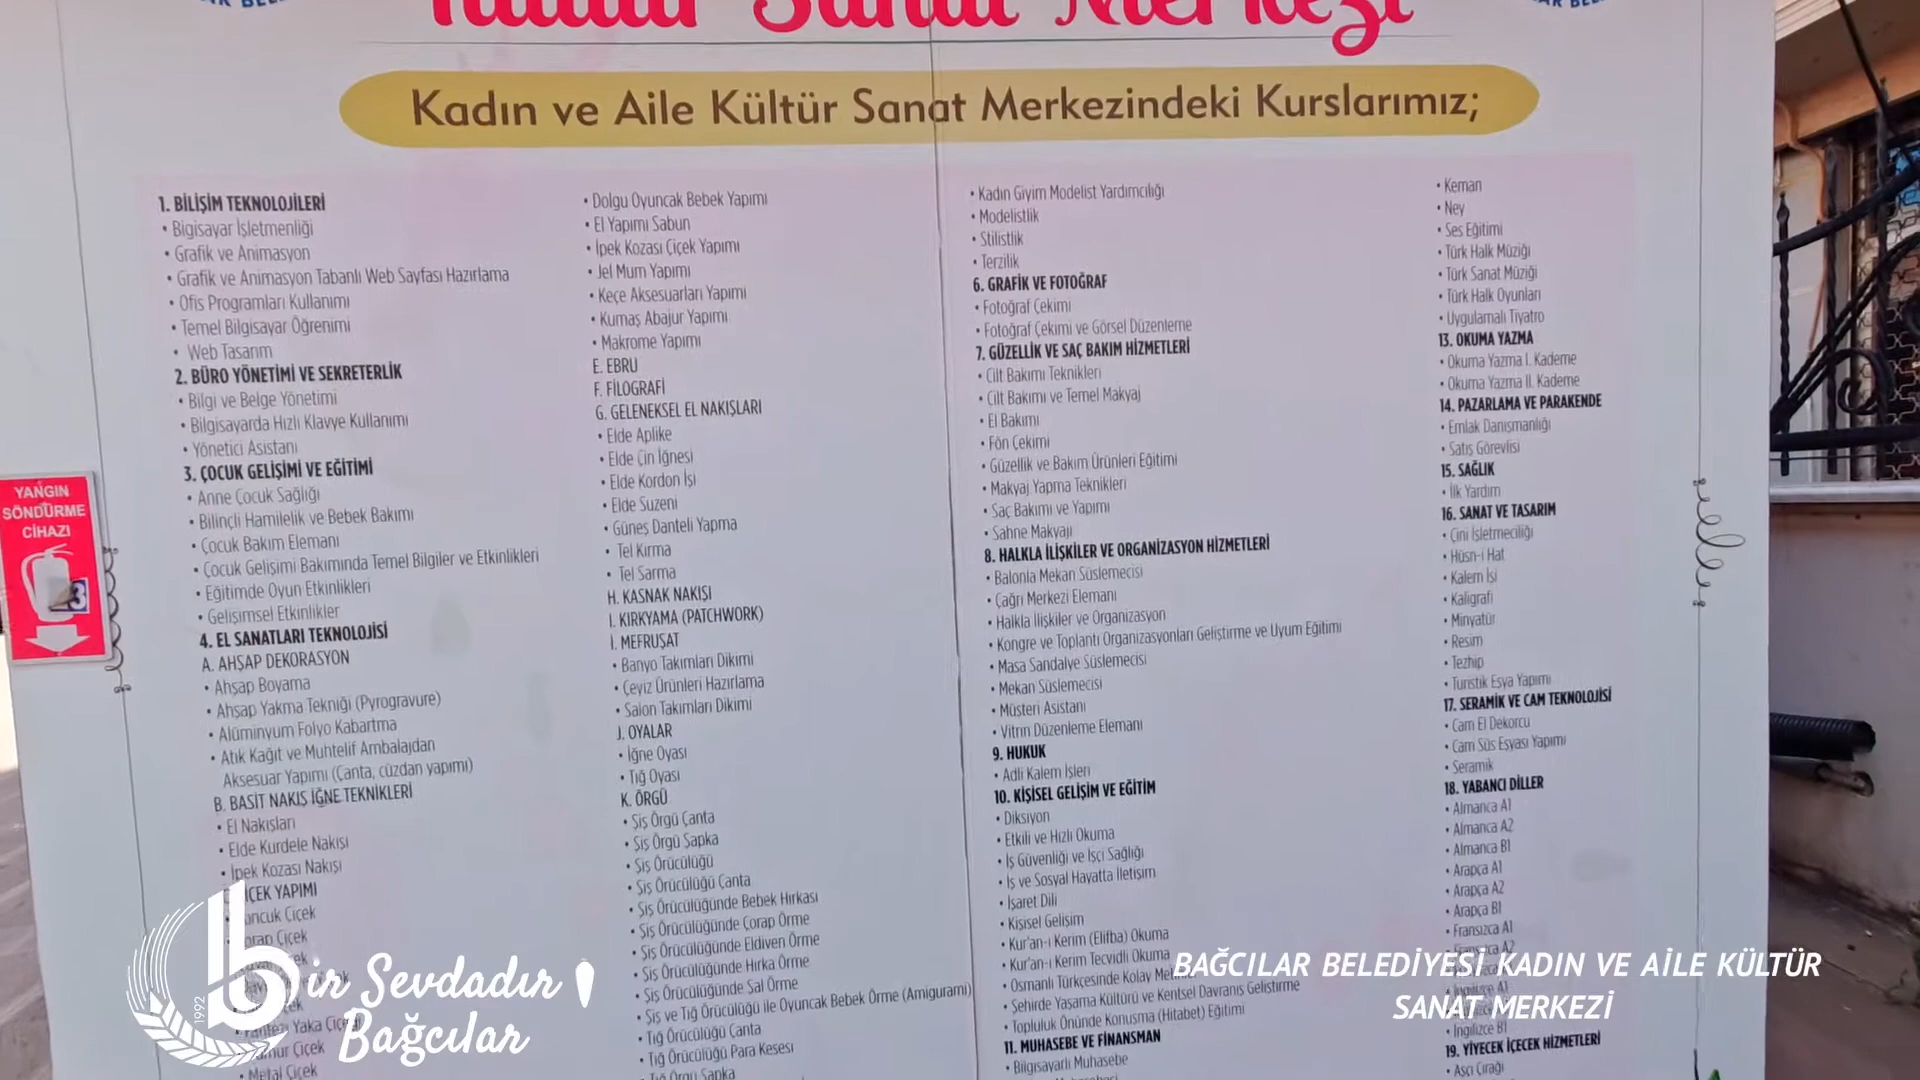 Sanat Merkezi
Kadın ve Aile Kültür Sanat Merkezindeki Kurslarımız;
1. BİLİŞİM TEKNOLOJİLERİ
• Bigisayar İşletmenliği
• Grafik ve Animasyon
• Grafik ve Animasyon Tabanlı Web Sayfası Hazırlama
• Ofis Programları Kullanımı
• Temel Bilgisayar Öğrenimi
• Web Tasarım
2. BÜRO YÖNETİMİ VE SEKRETERLİK
• Bilgi ve Belge Yönetimi
• Bilgisayarda Hızlı Klavye Kullanımı
• Yönetici Asistanı
3. ÇOCUK GELİŞİMİ VE EĞİTİMİ
• Anne Çocuk Sağlığı
• Bilinçli Hamilelik ve Bebek Bakımı
• Çocuk Bakım Elemanı
• Çocuk Gelişimi Bakımında Temel Bilgiler ve Etkinlikleri
• Eğitimde Oyun Etkinlikleri
• Gelişimsel Etkinlikler
4. EL SANATLARI TEKNOLOJİSİ
A. AHŞAP DEKORASYON
• Ahşap Boyama
• Ahşap Yakma Tekniği (Pyrogravure)
• Alüminyum Folyo Kabartma
• Atık Kağıt ve Muhtelif Ambalajdan
Aksesuar Yapımı (Çanta, cüzdan yapımı)
B. BASİT NAKIŞ İĞNE TEKNİKLERİ
• El Nakışları
• Elde Kurdele Nakışı
• İpek Kozası Nakışı
ÇİÇEK YAPIMI
Çiçek
Çiçek
Yaka Çiçeği
Çiçek
• Metal Çiçek
• Dolgu Oyuncak Bebek Yapımı
• El Yapımı Sabun
• İpek Kozası Çiçek Yapımı
• Jel Mum Yapımı
• Keçe Aksesuarları Yapımı
• Kumaş Abajur Yapımı
• Makrome Yapımı
E. EBRU
F. FİLOGRAFİ
G. GELENEKSEL EL NAKIŞLARI
• Elde Aplike
• Elde Çin İğnesi
• Elde Kordon İşi
• Elde Suzeni
• Güneş Danteli Yapma
• Tel Kırma
• Tel Sarma
H. KASNAK NAKIŞI
I. KIRKYAMA (PATCHWORK)
İ. MEFRUŞAT
• Banyo Takımları Dikimi
• Çeyiz Ürünleri Hazırlama
• Salon Takımları Dikimi
J. OYALAR
• İğne Oyası
• Tığ Oyası
K. ÖRGÜ
• Şiş Örgü Çanta
• Şiş Örgü Şapka
• Şiş Örücülüğü
• Şiş Örücülüğü Çanta
• Şiş Örücülüğünde Bebek Hırkası
• Şiş Örücülüğünde Çorap Örme
• Şiş Örücülüğünde Eldiven Örme
• Şiş Örücülüğünde Hırka Örme
• Şiş Örücülüğünde Şal Örme
• Şiş ve Tığ Örücülüğü ile Oyuncak Bebek Örme (Amigurami)
• Tığ Örücülüğü Çanta
• Tığ Örücülüğü Para Kesesi
• Tığ Örgü Şapka
• Kadın Giyim Modelist Yardımcılığı
• Modelistlik
• Stilistlik
• Terzilik
6. GRAFİK VE FOTOĞRAF
• Fotoğraf Çekimi
• Fotoğraf Çekimi ve Görsel Düzenleme
7. GÜZELLİK VE SAÇ BAKIM HİZMETLERİ
• Cilt Bakımı Teknikleri
• Cilt Bakımı ve Temel Makyaj
• El Bakımı
• Fön Çekimi
• Güzellik ve Bakım Ürünleri Eğitimi
• Makyaj Yapma Teknikleri
• Saç Bakımı ve Yapımı
• Sahne Makyajı
8. HALKLA İLİŞKİLER VE ORGANİZASYON HİZMETLERİ
• Balonla Mekan Süslemecisi
• Çağrı Merkezi Elemanı
• Halkla İlişkiler ve Organizasyon
• Kongre ve Toplantı Organizasyonları Geliştirme ve Uyum Eğitimi
• Masa Sandalye Süslemecisi
• Mekan Süslemecisi
• Müşteri Asistanı
• Vitrin Düzenleme Elemanı
9. HUKUK
• Adli Kalem İşleri
10. KİŞİSEL GELİŞİM VE EĞİTİM
• Diksiyon
• Etkili ve Hızlı Okuma
• İş Güvenliği ve İşçi Sağlığı
• İş ve Sosyal Hayatta İletişim
• İşaret Dili
• Kişisel Gelişim
• Kur'an-ı Kerim (Elifba) Okuma
• Kur'an-ı Kerim Tecvidli Okuma
• Osmanlı Türkçesinde Kolay
• Şehirde Yaşama Kültürü ve Kentsel Davranış Geliştirme
• Topluluk Önünde Konuşma (Hitabet) Eğitimi
11. MUHASEBE VE FİNANSMAN
• Bilgisayarlı Muhasebe
• Keman
• Ney
• Ses Eğitimi
• Türk Halk Müziği
• Türk Sanat Müziği
• Türk Halk Oyunları
• Uygulamalı Tiyatro
13. OKUMA YAZMA
• Okuma Yazma I. Kademe
• Okuma Yazma II. Kademe
14. PAZARLAMA VE PARAKENDE
• Emlak Danışmanlığı
• Satış Görevlisi
15. SAĞLIK
• İlk Yardım
16. SANAT VE TASARIM
• Çini İşletmeciliği
• Hüsn-i Hat
• Kalem İşi
• Kaligrafi
• Minyatür
• Resim
• Tezhip
• Turistik Eşya Yapımı
17. SERAMİK VE CAM TEKNOLOJİSİ
• Cam El Dekorcu
• Cam Süs Eşyası Yapımı
• Seramik
18. YABANCI DİLLER
• Almanca A1
• Almanca A2
• Almanca B1
• Arapça A1
• Arapça A2
• Arapça B1
• Fransızca A1
• Fransızca A2
• İngilizce A1
• İngilizce B1
19. YİYECEK İÇECEK HİZMETLERİ
• Aşçı Çırağı
YANGIN
SÖNDÜRME
CİHAZI
3
bir Sevdadır
Bağcılar
1992
BAĞCILAR BELEDİYESİ KADIN VE AİLE KÜLTÜR
SANAT MERKEZİ